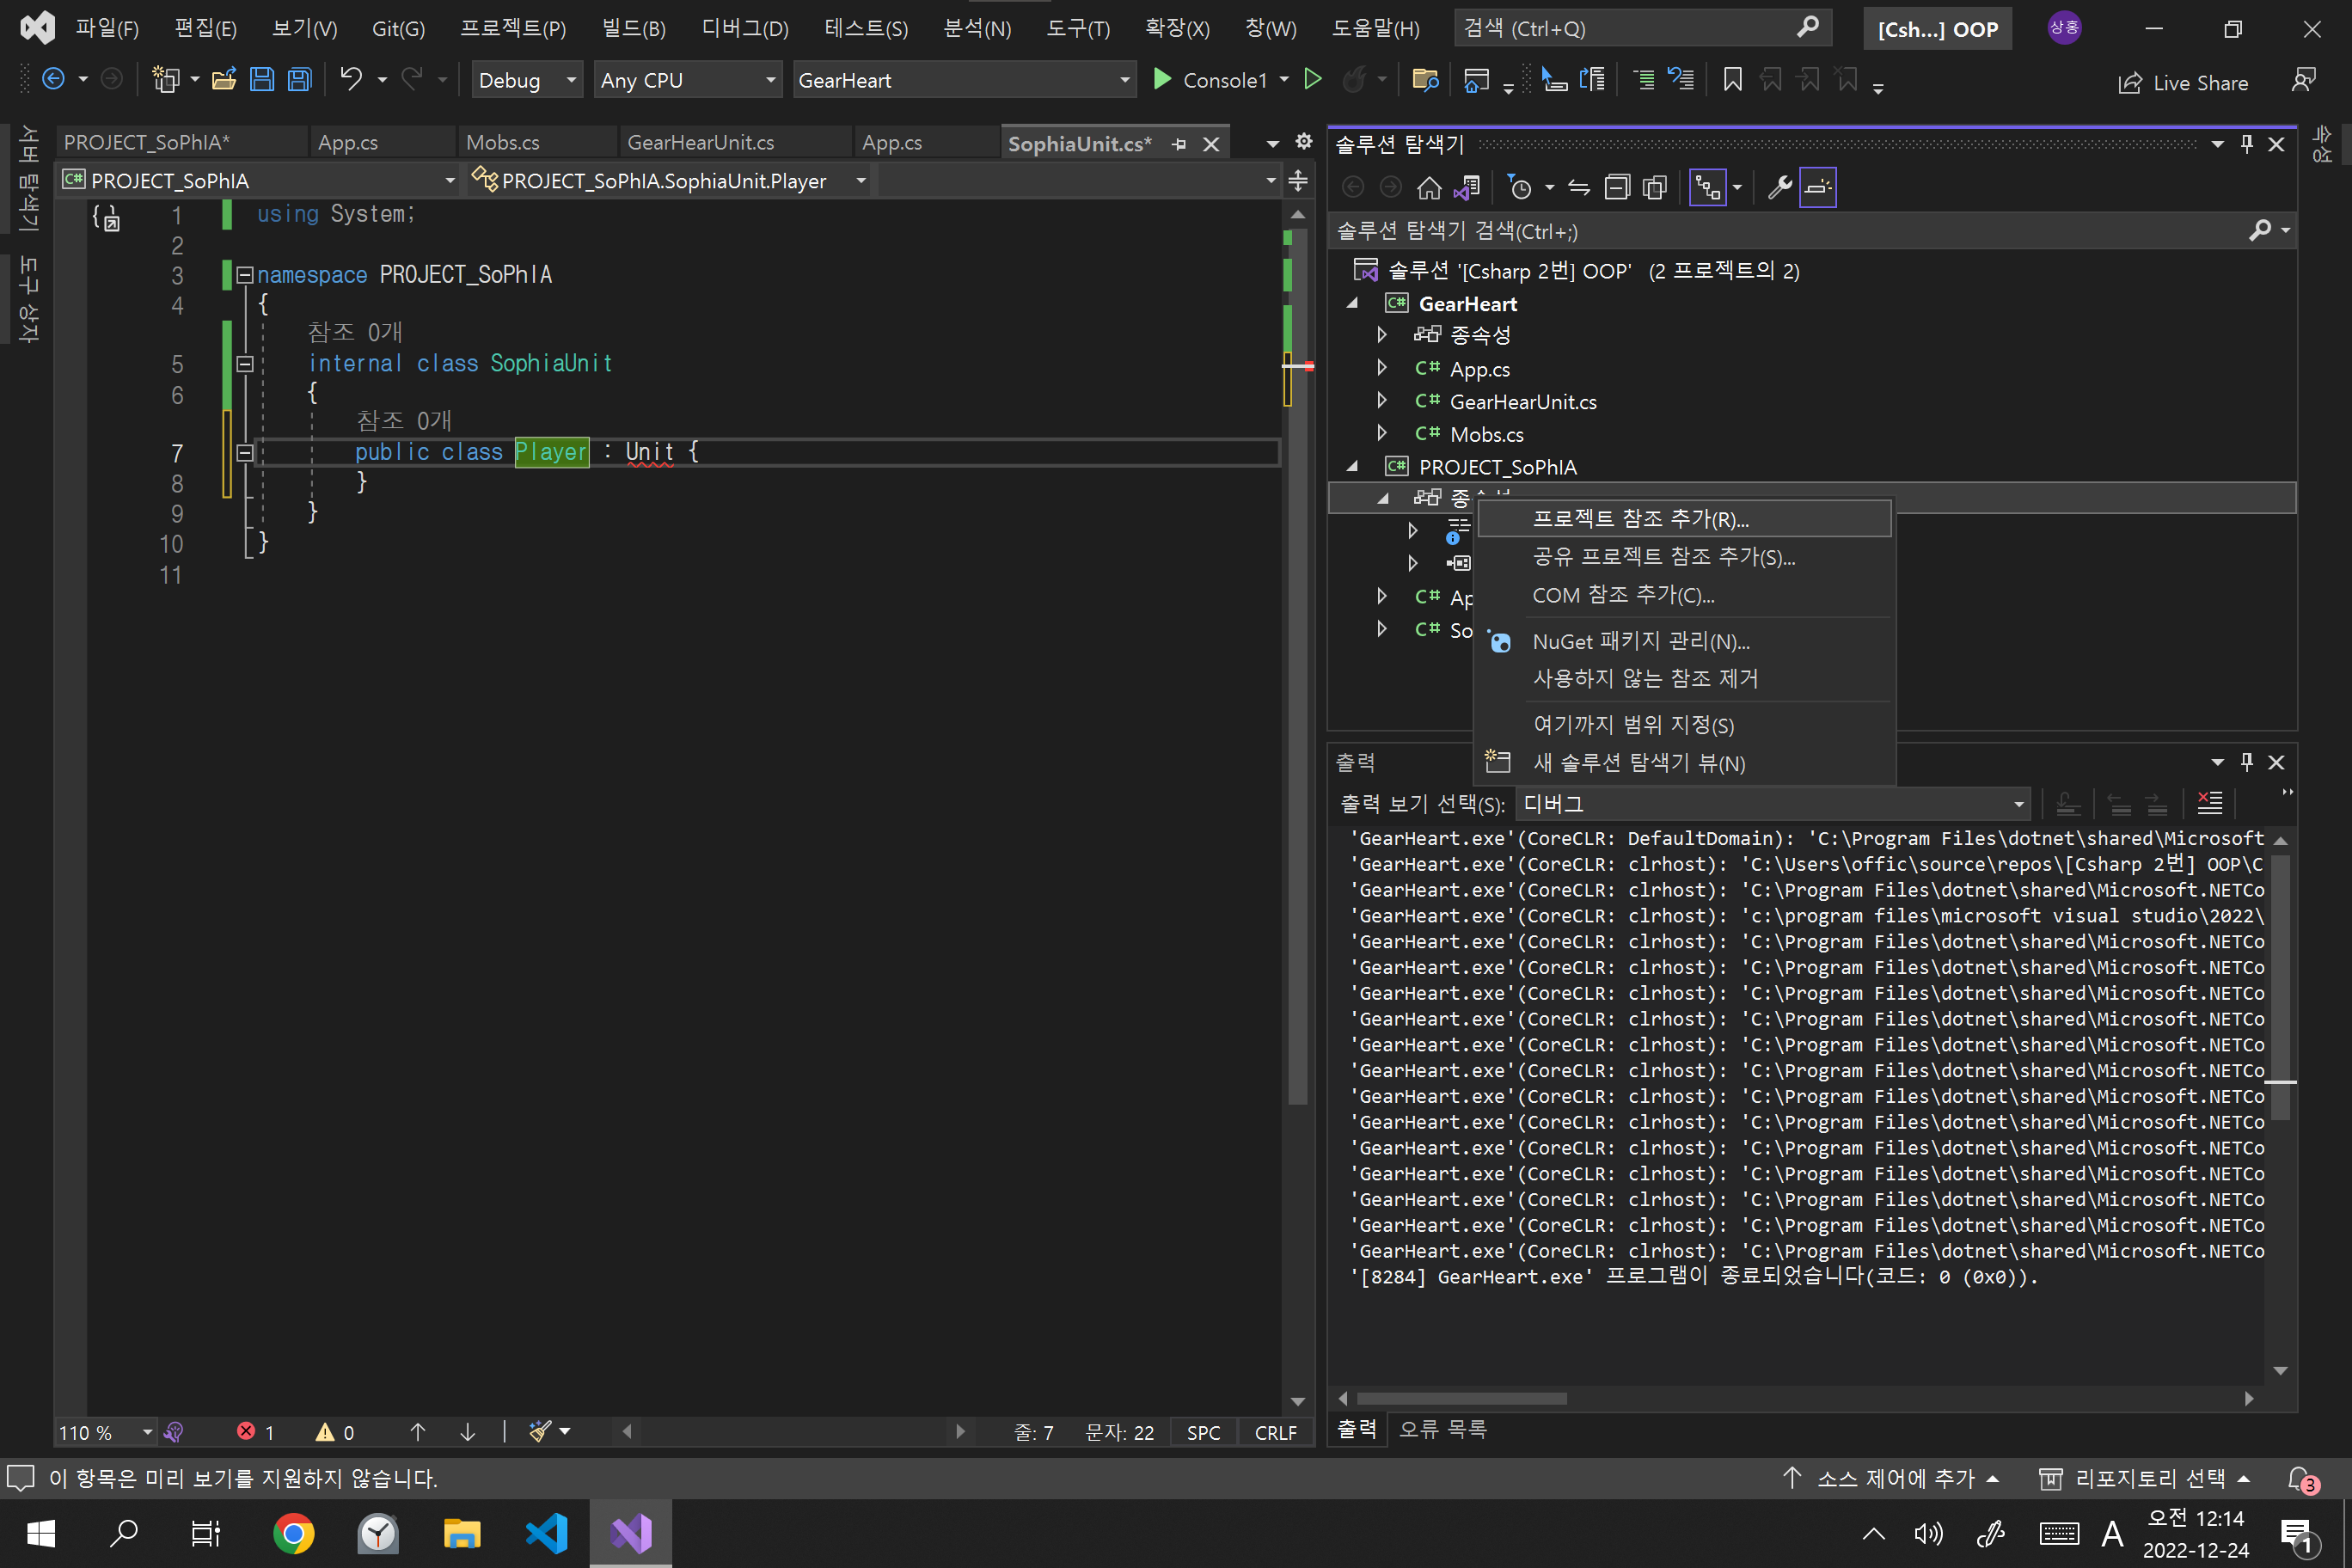 파일(F) 편집(E) 보기(V) Git(G) 프로젝트(P) 빌드(B) 디버그(D) 테스트(S) 분석(N) 도구(T) 확장(X) 창(W) 도움말(H) 검색 (Ctrl+Q) [Csh...] OOP 상홍
Debug Any CPU GearHeart Console1 Live Share
서버 탐색기
도구 상자
PROJECT_SoPhIA* App.cs Mobs.cs GearHearUnit.cs App.cs SophiaUnit.cs*
PROJECT_SoPhIA PROJECT_SoPhIA.SophiaUnit.Player
1 using System;
2
3 namespace PROJECT_SoPhIA
4 {
참조 0개
5 internal class SophiaUnit
6 {
참조 0개
7 public class Player : Unit {
8 }
9 }
10 }
11
110 % 1 0 줄: 7 문자: 22 SPC CRLF
솔루션 탐색기
속성
솔루션 탐색기 검색(Ctrl+;)
솔루션 '[Csharp 2번] OOP' (2 프로젝트의 2)
C# GearHeart
종속성
C# App.cs
C# GearHearUnit.cs
C# Mobs.cs
C# PROJECT_SoPhIA
C# Ap
C# So
프로젝트 참조 추가(R)...
공유 프로젝트 참조 추가(S)...
COM 참조 추가(C)...
NuGet 패키지 관리(N)...
사용하지 않는 참조 제거
여기까지 범위 지정(S)
새 솔루션 탐색기 뷰(N)
출력
출력 보기 선택(S): 디버그
'GearHeart.exe'(CoreCLR: DefaultDomain): 'C:\Program Files\dotnet\shared\Microsoft
'GearHeart.exe'(CoreCLR: clrhost): 'C:\Users\offic\source\repos\[Csharp 2번] OOP\C
'GearHeart.exe'(CoreCLR: clrhost): 'C:\Program Files\dotnet\shared\Microsoft.NETCo
'GearHeart.exe'(CoreCLR: clrhost): 'c:\program files\microsoft visual studio\2022\
'GearHeart.exe'(CoreCLR: clrhost): 'C:\Program Files\dotnet\shared\Microsoft.NETCo
'GearHeart.exe'(CoreCLR: clrhost): 'C:\Program Files\dotnet\shared\Microsoft.NETCo
'GearHeart.exe'(CoreCLR: clrhost): 'C:\Program Files\dotnet\shared\Microsoft.NETCo
'GearHeart.exe'(CoreCLR: clrhost): 'C:\Program Files\dotnet\shared\Microsoft.NETCo
'GearHeart.exe'(CoreCLR: clrhost): 'C:\Program Files\dotnet\shared\Microsoft.NETCo
'GearHeart.exe'(CoreCLR: clrhost): 'C:\Program Files\dotnet\shared\Microsoft.NETCo
'GearHeart.exe'(CoreCLR: clrhost): 'C:\Program Files\dotnet\shared\Microsoft.NETCo
'GearHeart.exe'(CoreCLR: clrhost): 'C:\Program Files\dotnet\shared\Microsoft.NETCo
'GearHeart.exe'(CoreCLR: clrhost): 'C:\Program Files\dotnet\shared\Microsoft.NETCo
'GearHeart.exe'(CoreCLR: clrhost): 'C:\Program Files\dotnet\shared\Microsoft.NETCo
'GearHeart.exe'(CoreCLR: clrhost): 'C:\Program Files\dotnet\shared\Microsoft.NETCo
'GearHeart.exe'(CoreCLR: clrhost): 'C:\Program Files\dotnet\shared\Microsoft.NETCo
'GearHeart.exe'(CoreCLR: clrhost): 'C:\Program Files\dotnet\shared\Microsoft.NETCo
'[8284] GearHeart.exe' 프로그램이 종료되었습니다(코드: 0 (0x0)).
출력 오류 목록
이 항목은 미리 보기를 지원하지 않습니다. 소스 제어에 추가 리포지토리 선택 3
A 오전 12:14
2022-12-24 1